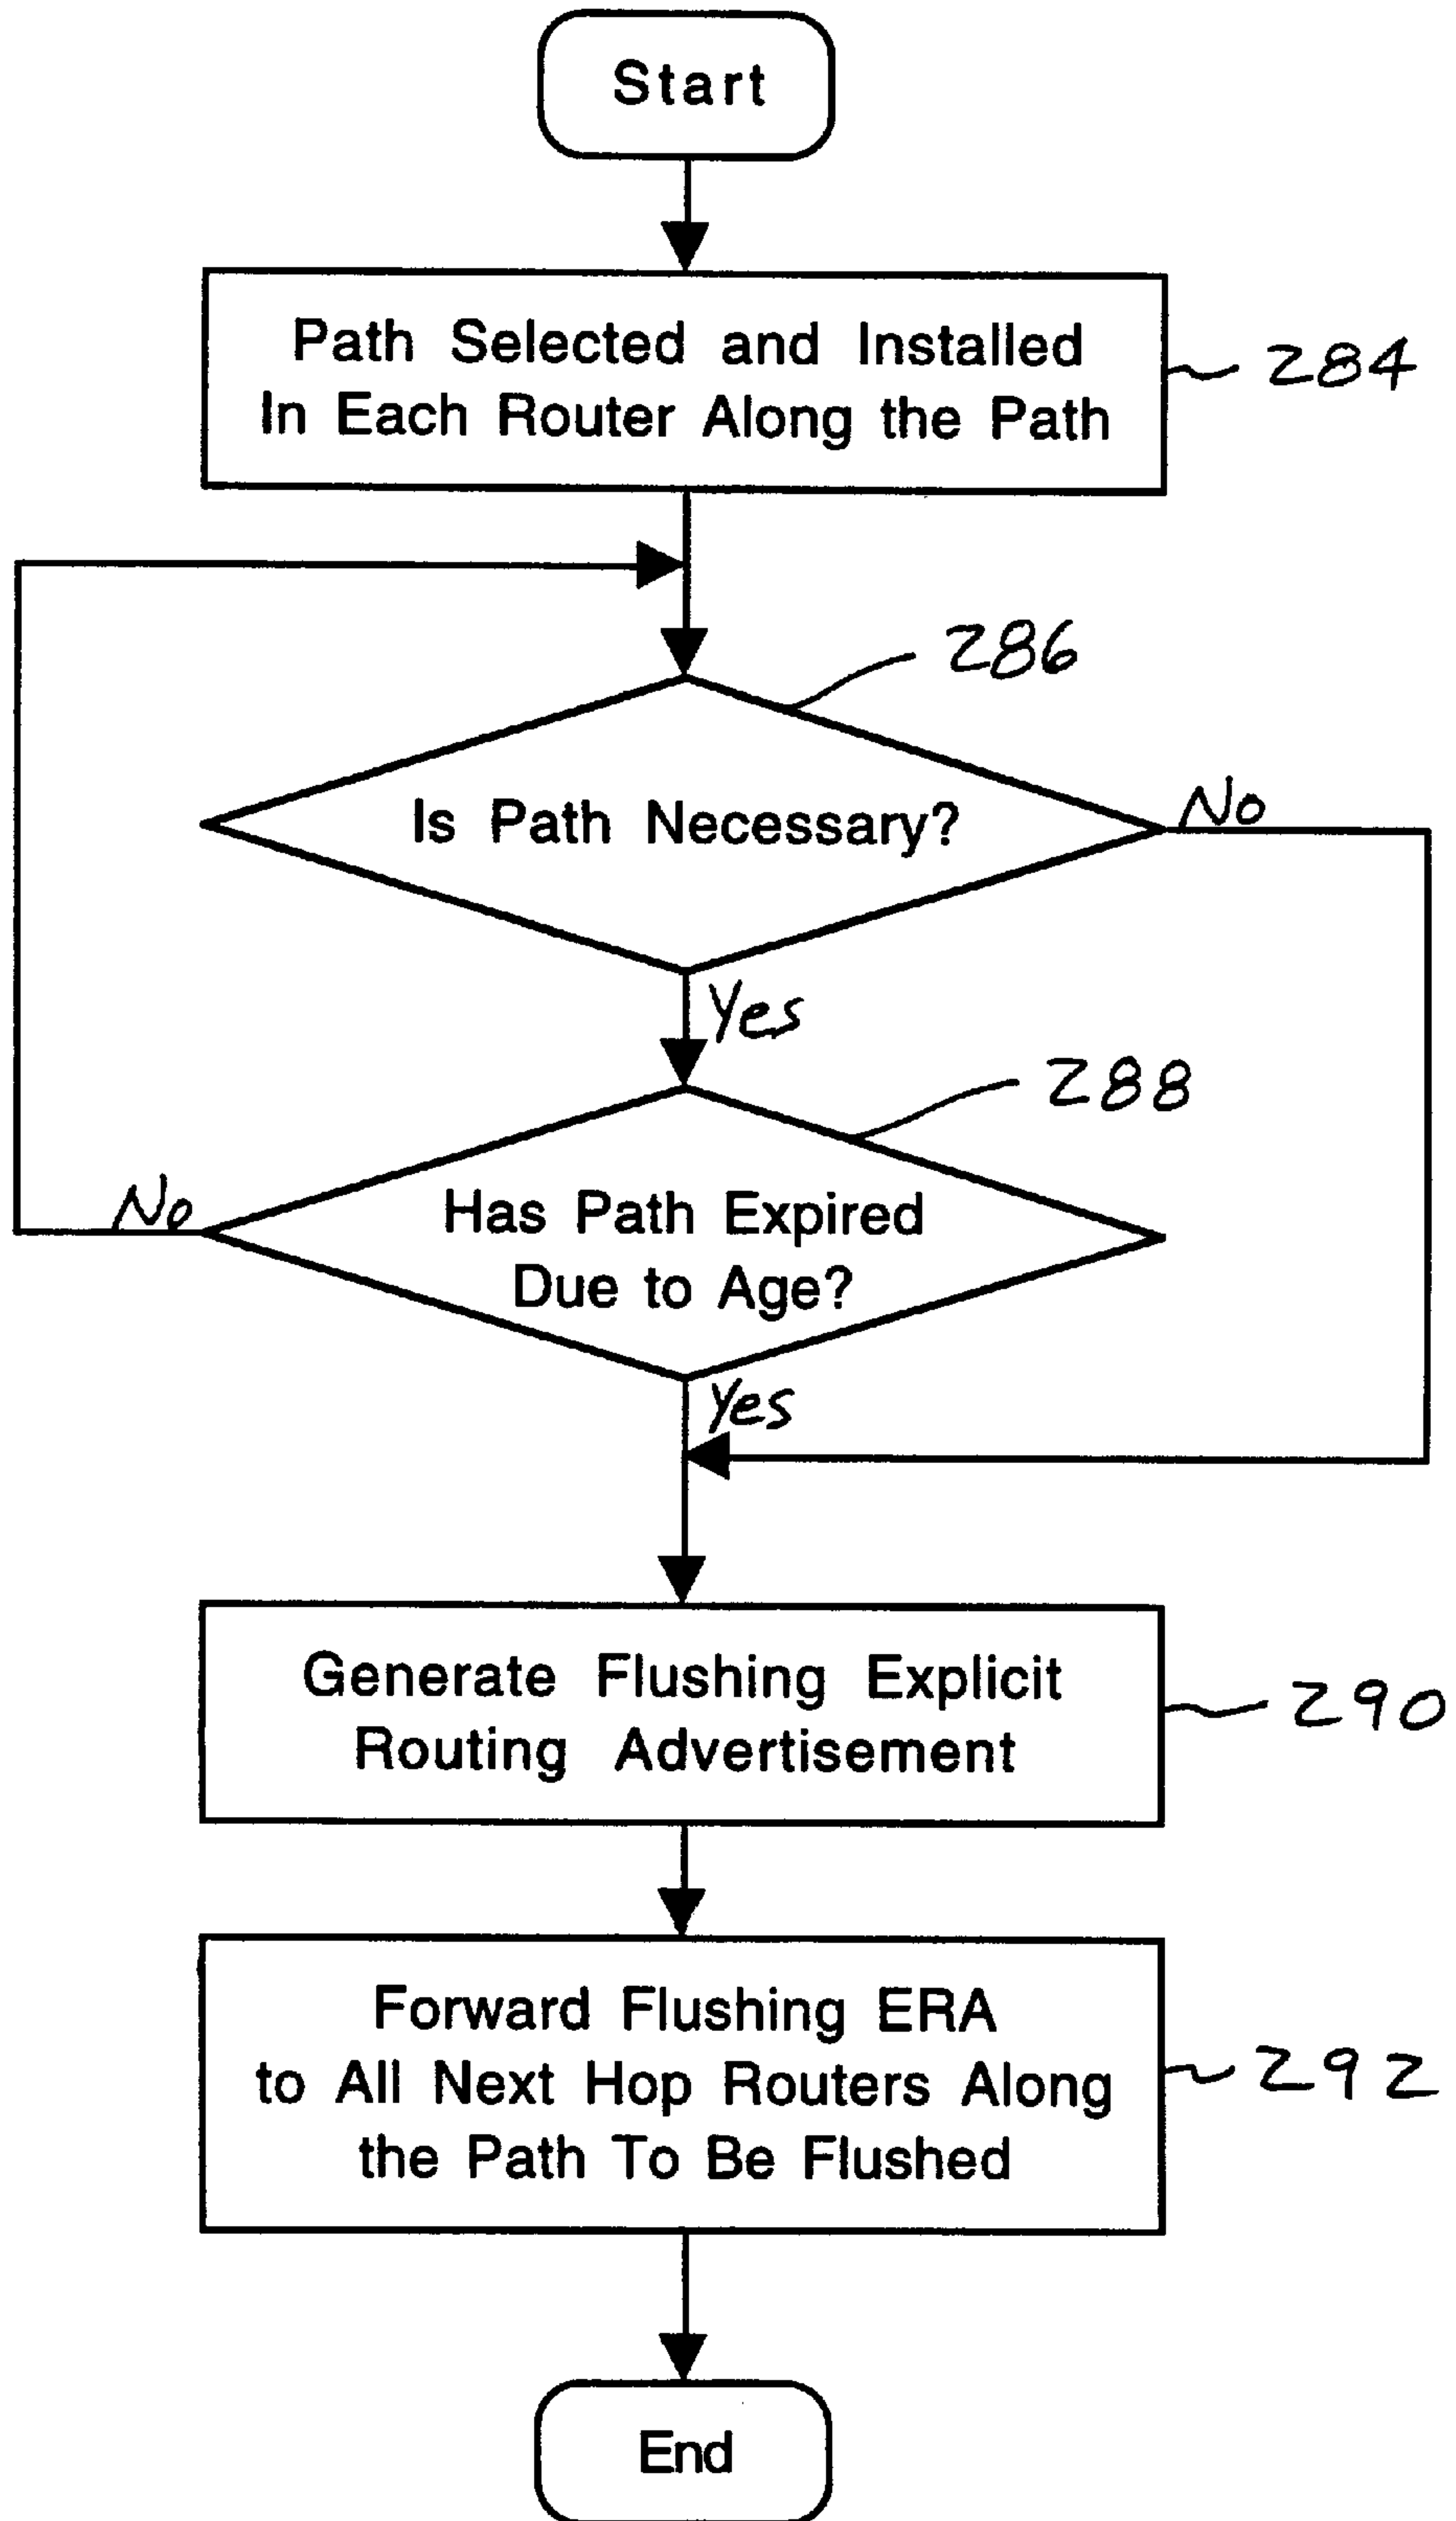 Start
Path Selected and Installed
In Each Router Along the Path
284
286
Is Path Necessary?
No
Yes
288
No
Has Path Expired
Due to Age?
Yes
Generate Flushing Explicit
Routing Advertisement
290
Forward Flushing ERA
to All Next Hop Routers Along
the Path To Be Flushed
292
End